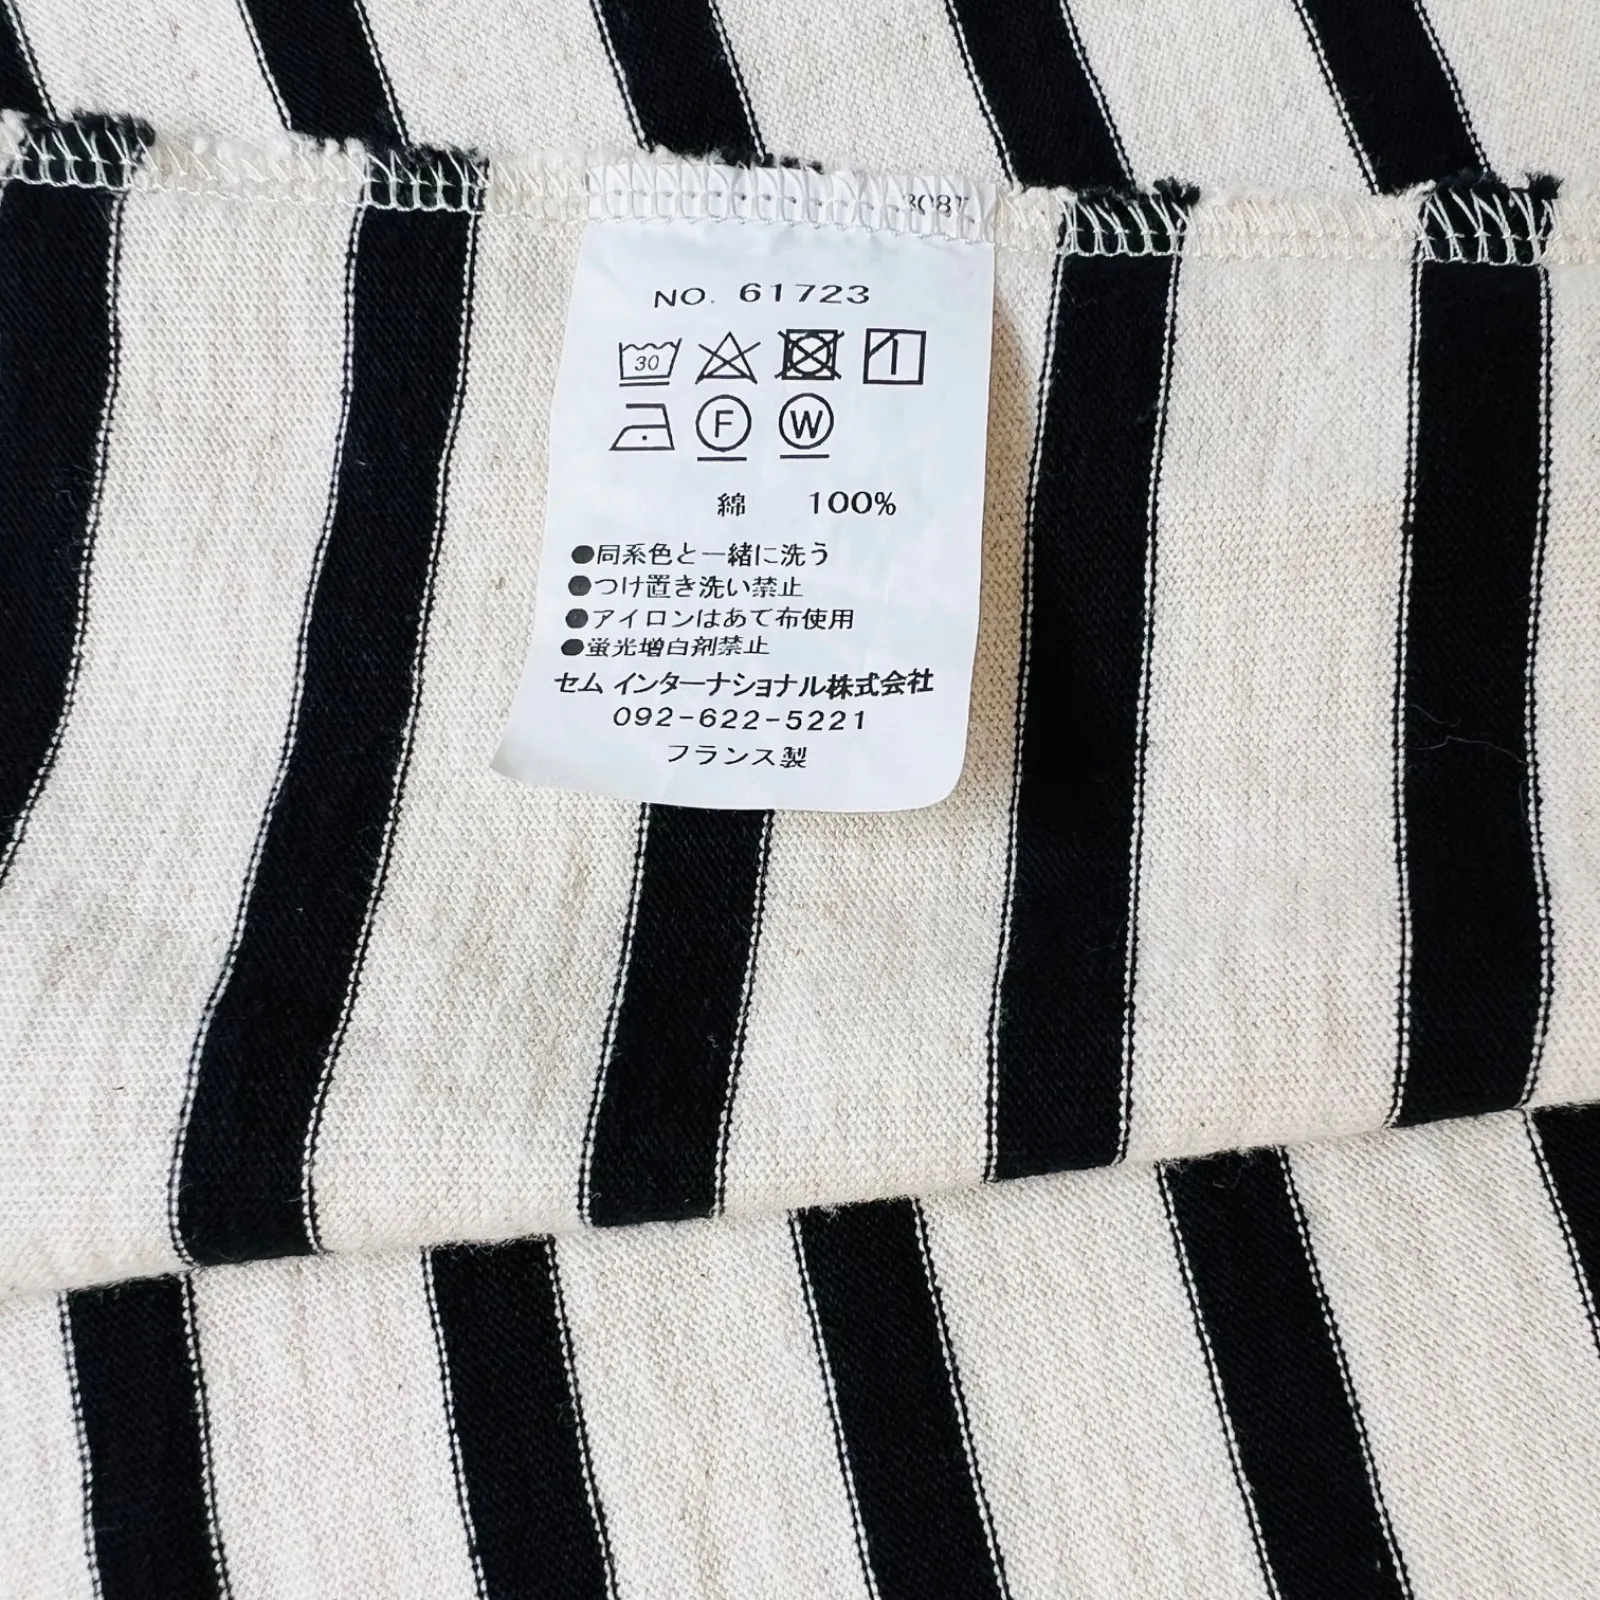 NO. 61723
30
F W
綿 100%
●同系色と一緒に洗う
●つけ置き洗い禁止
●アイロンはあて布使用
●蛍光増白剤禁止
セム インターナショナル株式会社
092-622-5221
フランス製